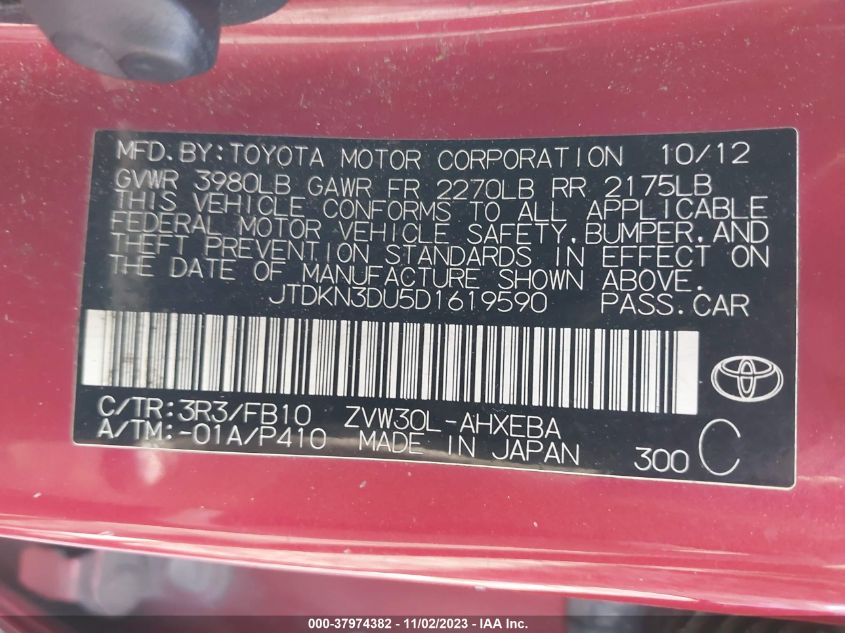 MFD.BY:TOYOTA MOTOR CORPORATION 10/12
GVWR 3980LB GAWR FR 2270LB RR 2175LB
THIS VEHICLE CONFORMS TO ALL APPLICABLE
FEDERAL MOTOR VEHICLE SAFETY,BUMPER,AND
THEFT PREVENTION STANDARDS IN EFFECT ON
THE DATE OF MANUFACTURE SHOWN ABOVE.
JTDKN3DU5D1619590 PASS.CAR
C/TR:3R3/FB10 ZVW30L-AHXEBA
A/TM:-01A/P410 MADE IN JAPAN 300 C
000-37974382 - 11/02/2023 - IAA Inc.